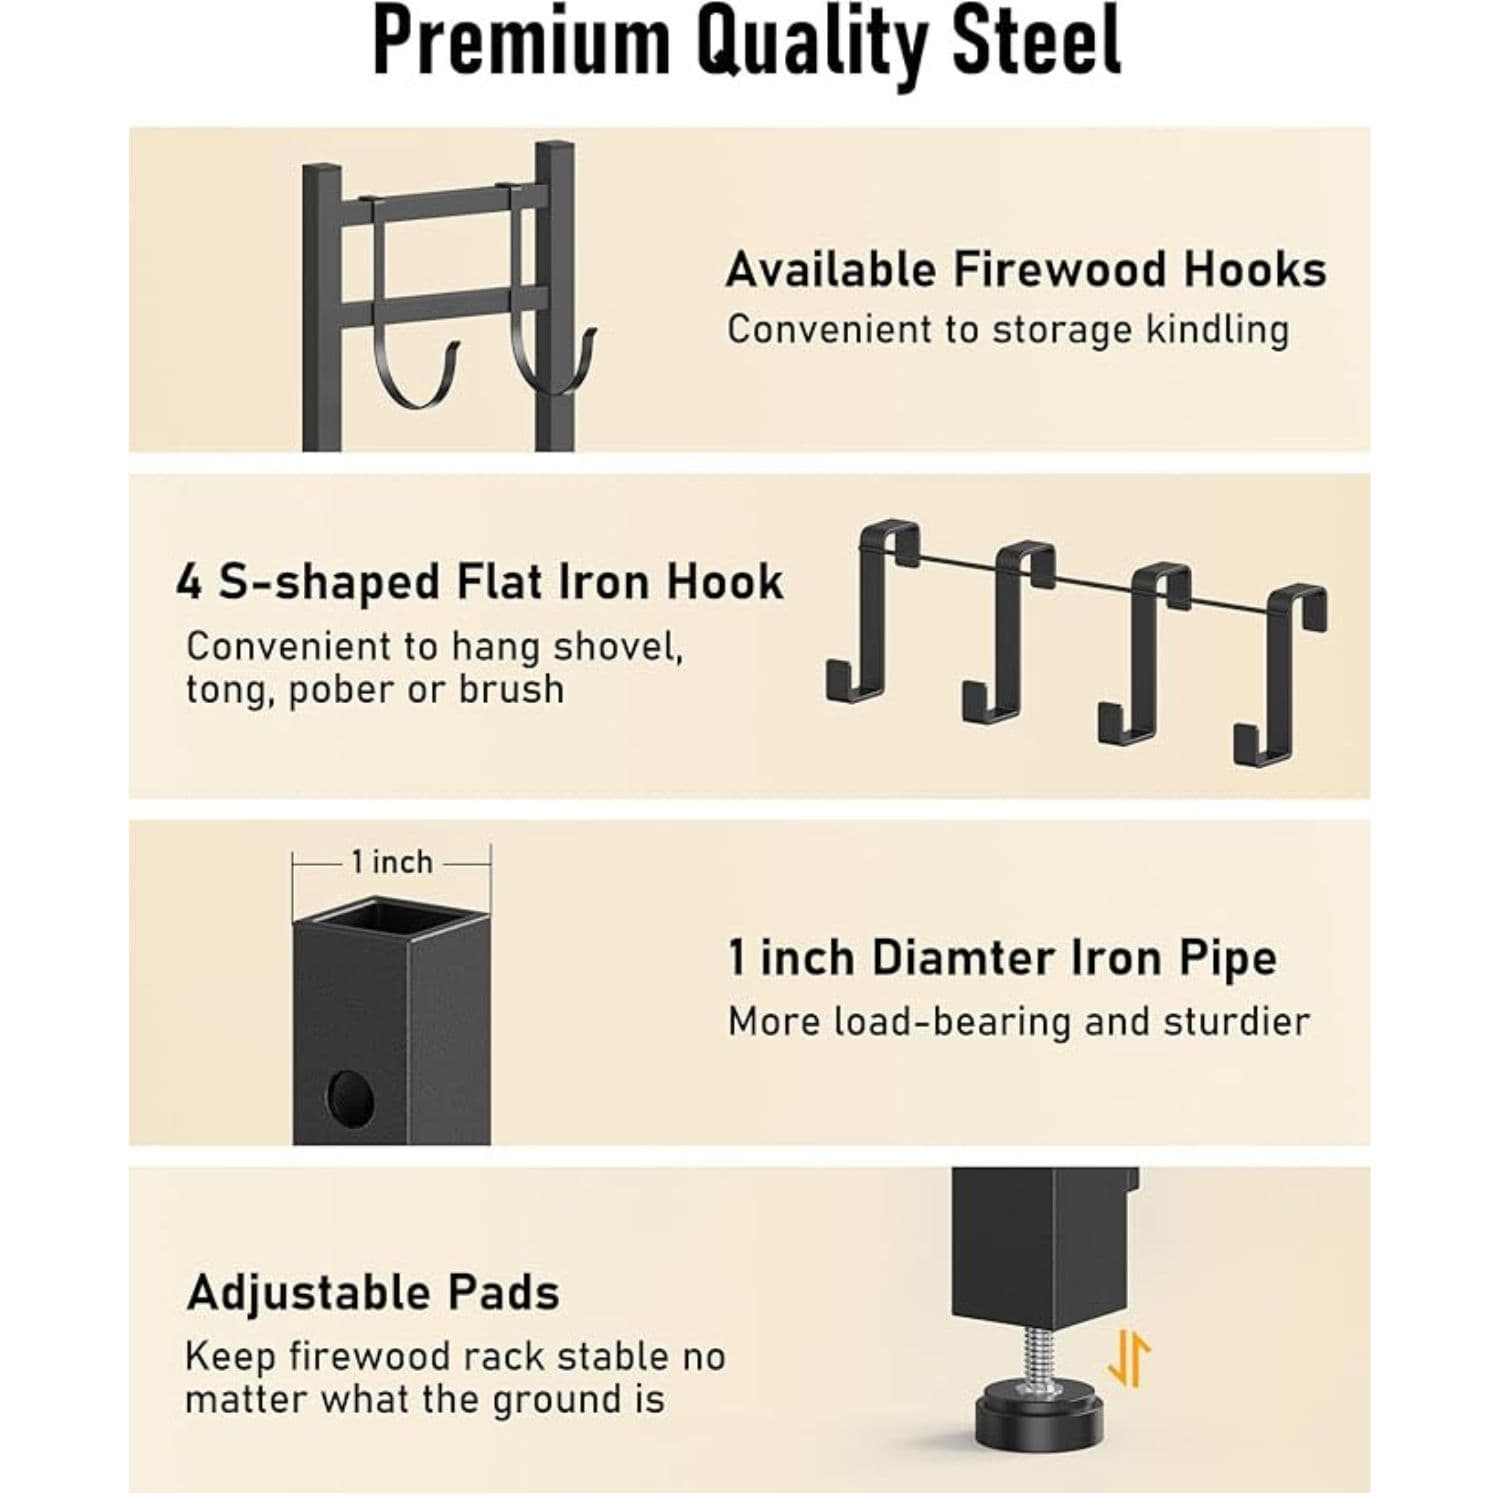 Premium Quality Steel
Available Firewood Hooks
Convenient to storage kindling
4 S-shaped Flat Iron Hook
Convenient to hang shovel,
tong, pober or brush
1 inch
1 inch Diamter Iron Pipe
More load-bearing and sturdier
Adjustable Pads
Keep firewood rack stable no
matter what the ground is